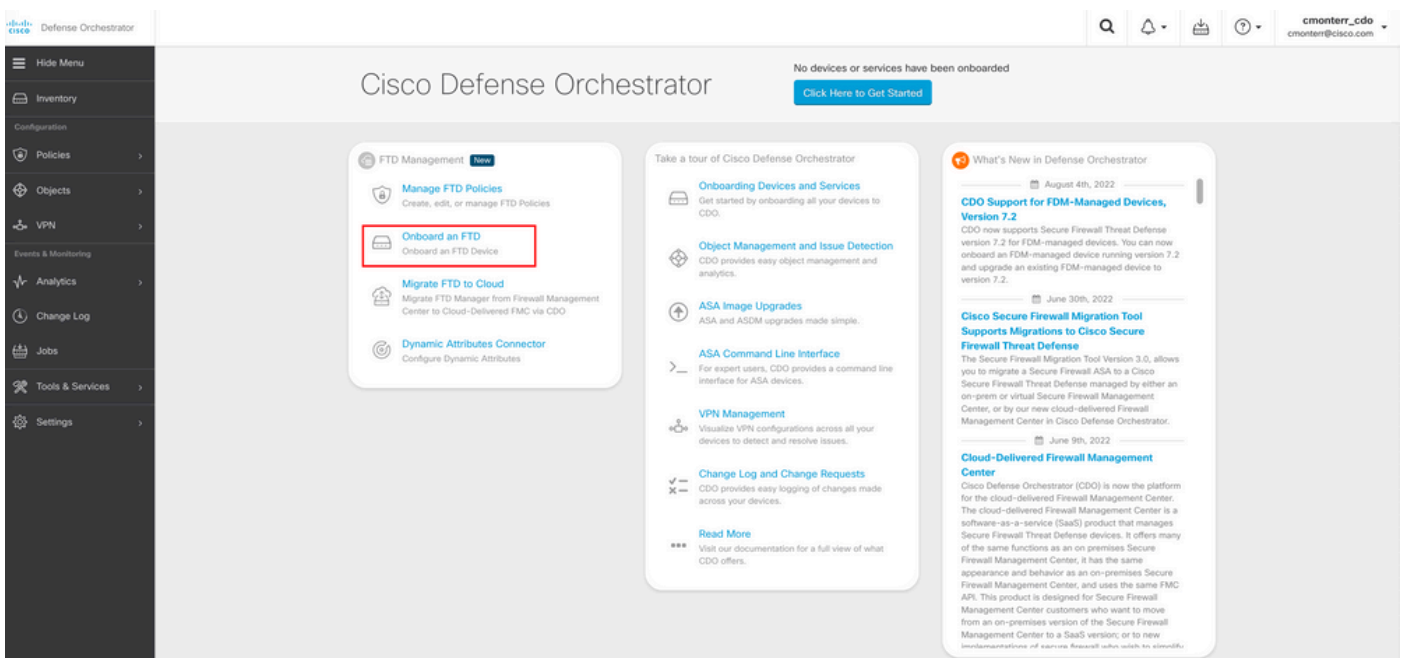 cisco Defense Orchestrator
cmonterr_cdo
cmonterr@cisco.com
Hide Menu
Inventory
Configuration
Policies
Objects
VPN
Events & Monitoring
Analytics
Change Log
Jobs
Tools & Services
Settings
Cisco Defense Orchestrator
No devices or services have been onboarded
Click Here to Get Started
FTD Management New
Manage FTD Policies
Create, edit, or manage FTD Policies
Onboard an FTD
Onboard an FTD Device
Migrate FTD to Cloud
Migrate FTD Manager from Firewall Management
Center to Cloud-Delivered FMC via CDO
Dynamic Attributes Connector
Configure Dynamic Attributes
Take a tour of Cisco Defense Orchestrator
Onboarding Devices and Services
Get started by onboarding all your devices to
CDO.
Object Management and Issue Detection
CDO provides easy object management and
analytics.
ASA Image Upgrades
ASA and ASDM upgrades made simple.
ASA Command Line Interface
For expert users, CDO provides a command line
interface for ASA devices.
VPN Management
Visualize VPN configurations across all your
devices to detect and resolve issues.
Change Log and Change Requests
CDO provides easy logging of changes made
across your devices.
Read More
Visit our documentation for a full view of what
CDO offers.
What's New in Defense Orchestrator
August 4th, 2022
CDO Support for FDM-Managed Devices,
Version 7.2
CDO now supports Secure Firewall Threat Defense
version 7.2 for FDM-managed devices. You can now
onboard an FDM-managed device running version 7.2
and upgrade an existing FDM-managed device to
version 7.2.
June 30th, 2022
Cisco Secure Firewall Migration Tool
Supports Migrations to Cisco Secure
Firewall Threat Defense
The Secure Firewall Migration Tool Version 3.0, allows
you to migrate a Secure Firewall ASA to a Cisco
Secure Firewall Threat Defense managed by either an
on-prem or virtual Secure Firewall Management
Center, or by our new cloud-delivered Firewall
Management Center in Cisco Defense Orchestrator.
June 9th, 2022
Cloud-Delivered Firewall Management
Center
Cisco Defense Orchestrator (CDO) is now the platform
for the cloud-delivered Firewall Management Center.
The cloud-delivered Firewall Management Center is a
software-as-a-service (SaaS) product that manages
Secure Firewall Threat Defense devices. It offers many
of the same functions as an on premises Secure
Firewall Management Center, it has the same
appearance and behavior as an on-premises Secure
Firewall Management Center, and uses the same FMC
API. This product is designed for Secure Firewall
Management Center customers who want to move
from an on-premises version of the Secure Firewall
Management Center to a SaaS version; or to new
implementations of secure firewall who wish to simplify